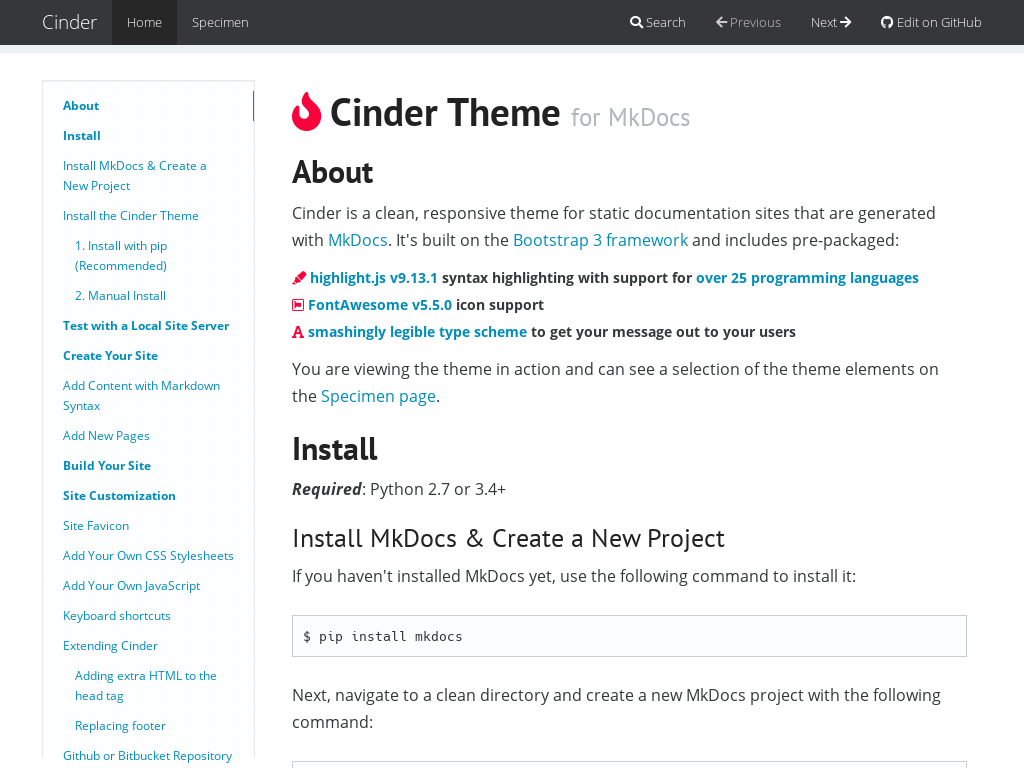 Cinder Home Specimen Search Previous Next Edit on GitHub
About
Install
Install MkDocs & Create a
New Project
Install the Cinder Theme
1. Install with pip
(Recommended)
2. Manual Install
Test with a Local Site Server
Create Your Site
Add Content with Markdown
Syntax
Add New Pages
Build Your Site
Site Customization
Site Favicon
Add Your Own CSS Stylesheets
Add Your Own JavaScript
Keyboard shortcuts
Extending Cinder
Adding extra HTML to the
head tag
Replacing footer
Github or Bitbucket Repository
Cinder Theme for MkDocs
About
Cinder is a clean, responsive theme for static documentation sites that are generated
with MkDocs. It's built on the Bootstrap 3 framework and includes pre-packaged:
highlight.js v9.13.1 syntax highlighting with support for over 25 programming languages
FontAwesome v5.5.0 icon support
smashingly legible type scheme to get your message out to your users
You are viewing the theme in action and can see a selection of the theme elements on
the Specimen page.
Install
Required: Python 2.7 or 3.4+
Install MkDocs & Create a New Project
If you haven't installed MkDocs yet, use the following command to install it:
$ pip install mkdocs
Next, navigate to a clean directory and create a new MkDocs project with the following
command: